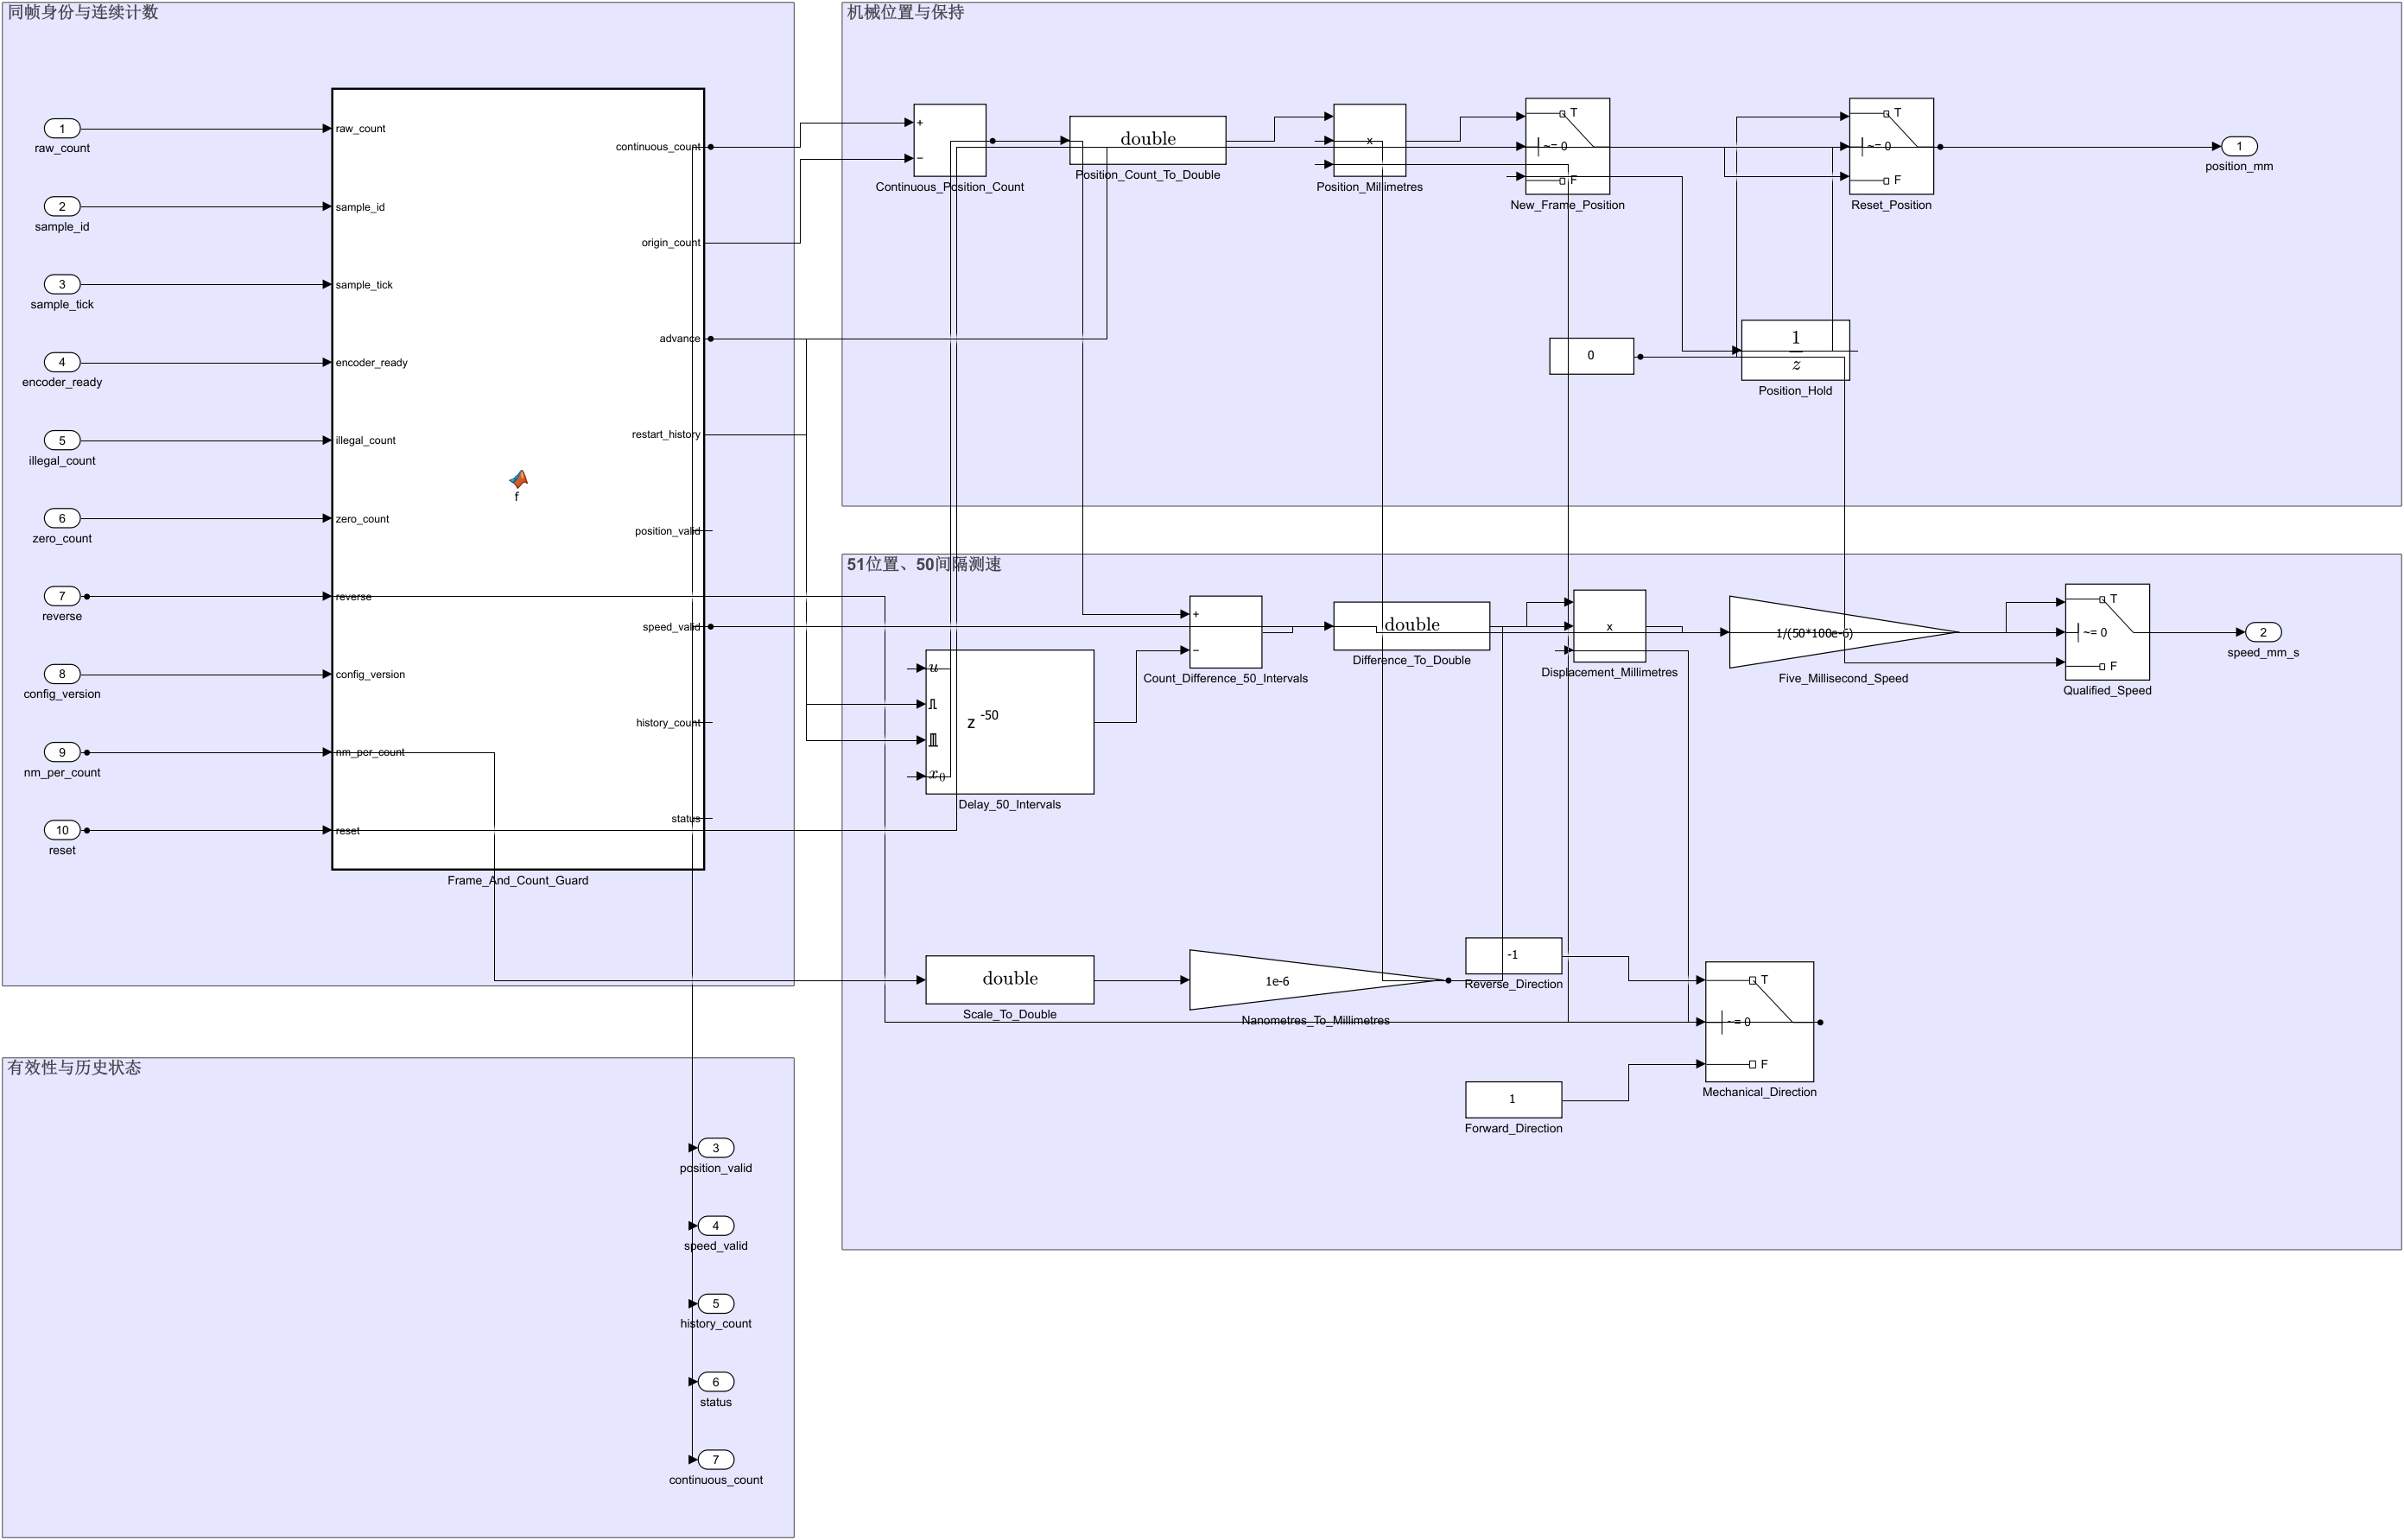 同帧身份与连续计数
1
raw_count
2
sample_id
3
sample_tick
4
encoder_ready
5
illegal_count
6
zero_count
7
reverse
8
config_version
9
nm_per_count
10
reset
raw_count
sample_id
sample_tick
encoder_ready
illegal_count
zero_count
reverse
config_version
nm_per_count
reset
f
continuous_count
origin_count
advance
restart_history
position_valid
speed_valid
history_count
status
Frame_And_Count_Guard
机械位置与保持
+
−
Continuous_Position_Count
double
Position_Count_To_Double
x
Position_Millimetres
T
~= 0
F
New_Frame_Position
T
~= 0
F
Reset_Position
1
position_mm
0
1
z
Position_Hold
51位置、50间隔测速
u
z -50
x0
Delay_50_Intervals
+
−
Count_Difference_50_Intervals
double
Difference_To_Double
x
Displacement_Millimetres
1/(50*100e-6)
Five_Millisecond_Speed
T
~= 0
F
Qualified_Speed
2
speed_mm_s
double
Scale_To_Double
1e-6
Nanometres_To_Millimetres
-1
Reverse_Direction
T
~= 0
F
Mechanical_Direction
1
Forward_Direction
有效性与历史状态
3
position_valid
4
speed_valid
5
history_count
6
status
7
continuous_count